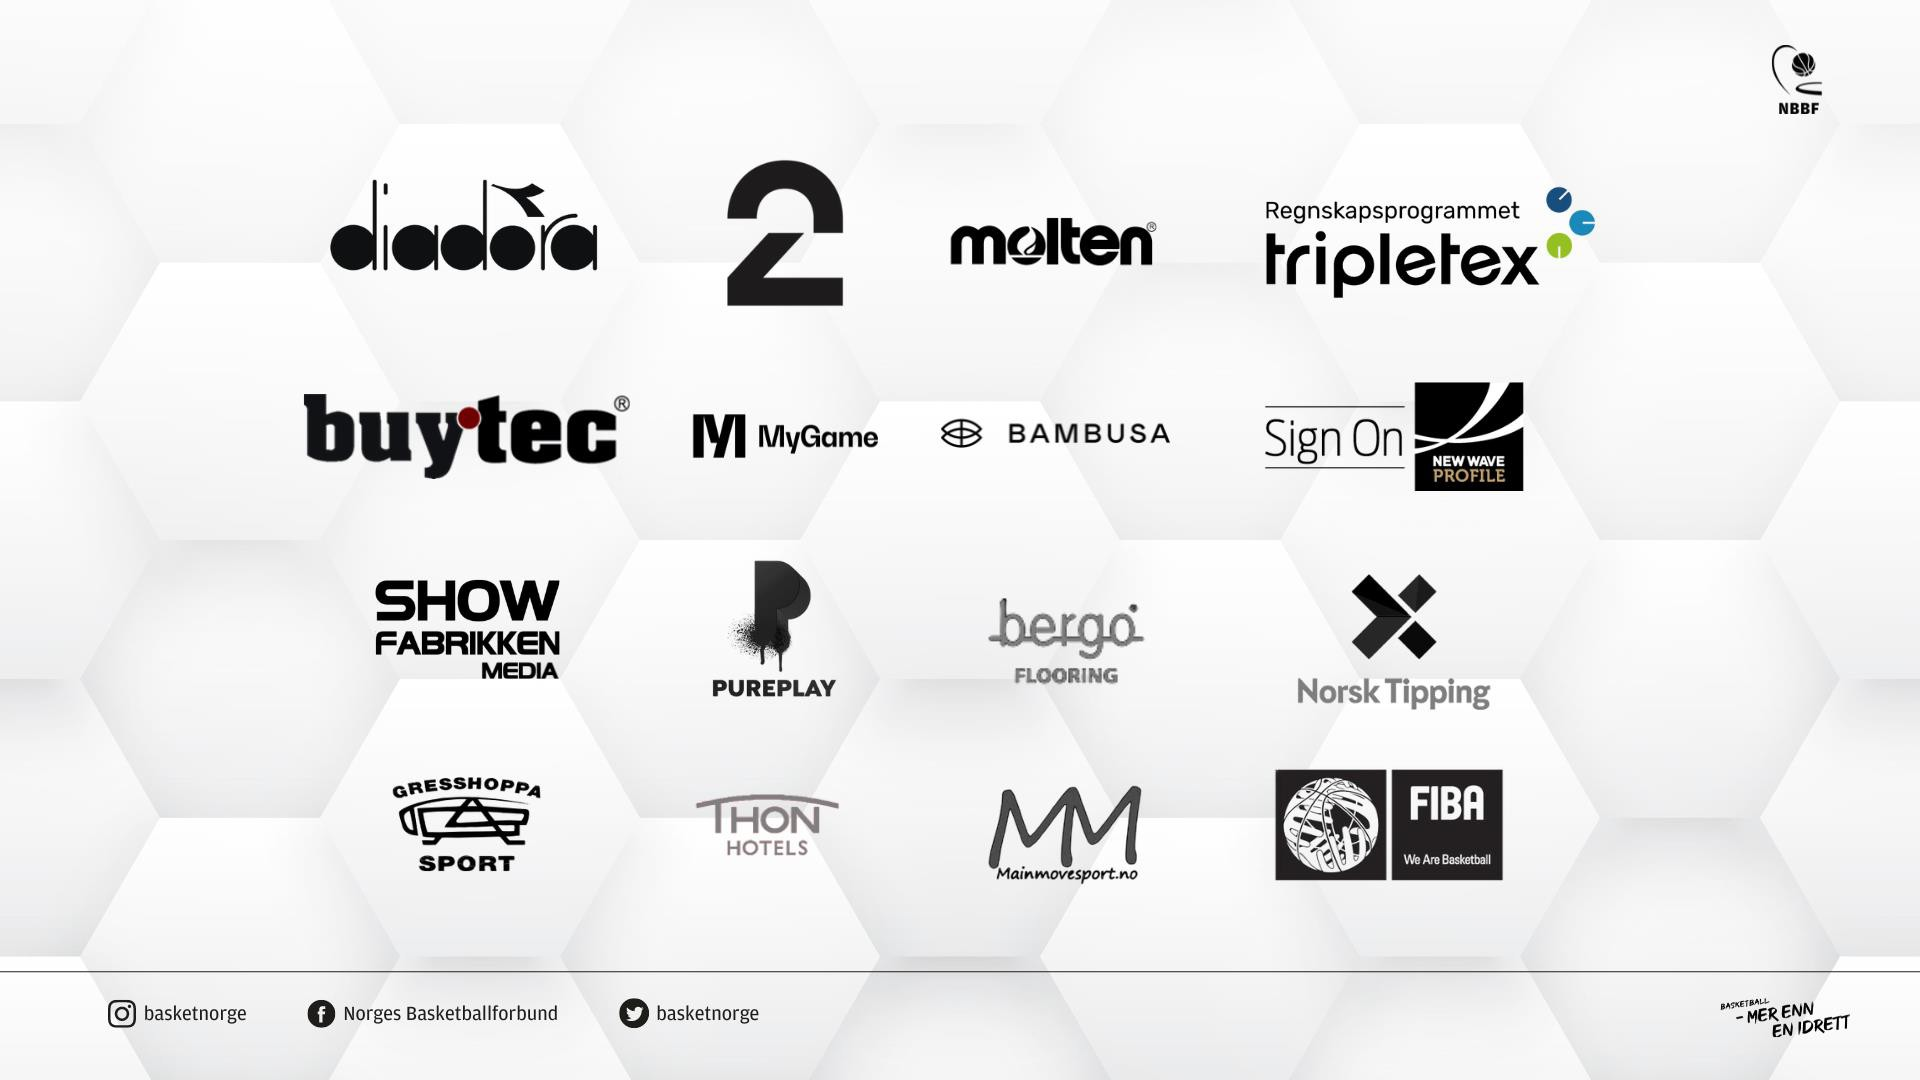 NBBF
diadora
2
molten®
Regnskapsprogrammet
tripletex
buytec®
MyGame
BAMBUSA
Sign On
NEW WAVE
PROFILE
SHOW
FABRIKKEN
MEDIA
PUREPLAY
bergo
FLOORING
Norsk Tipping
GRESSHOPPA
SPORT
THON
HOTELS
MM
Mainmovesport.no
FIBA
We Are Basketball
basketnorge
Norges Basketballforbund
basketnorge
BASKETBALL
- MER ENN
EN IDRETT